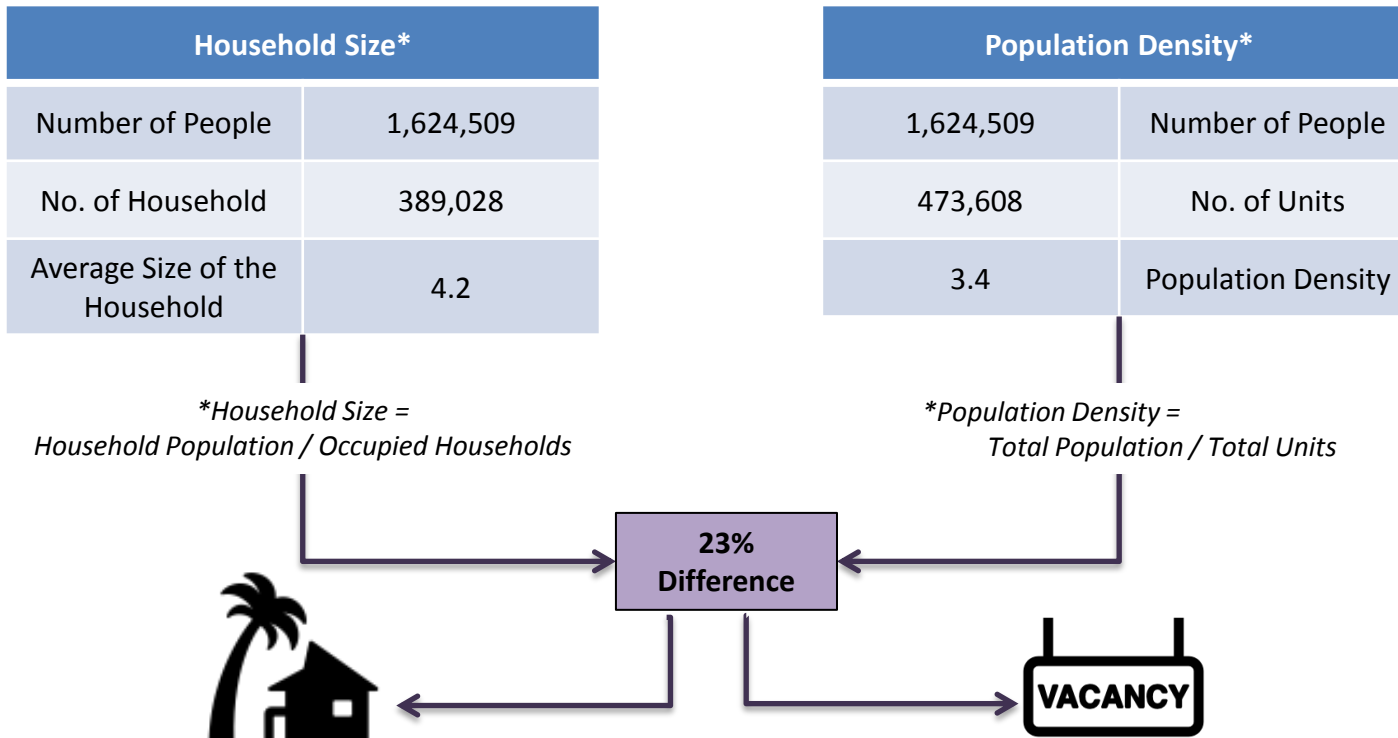 Household Size*
Number of People 1,624,509
No. of Household 389,028
Average Size of the
Household 4.2
Population Density*
1,624,509 Number of People
473,608 No. of Units
3.4 Population Density
*Household Size =
Household Population / Occupied Households
*Population Density =
Total Population / Total Units
23%
Difference
VACANCY